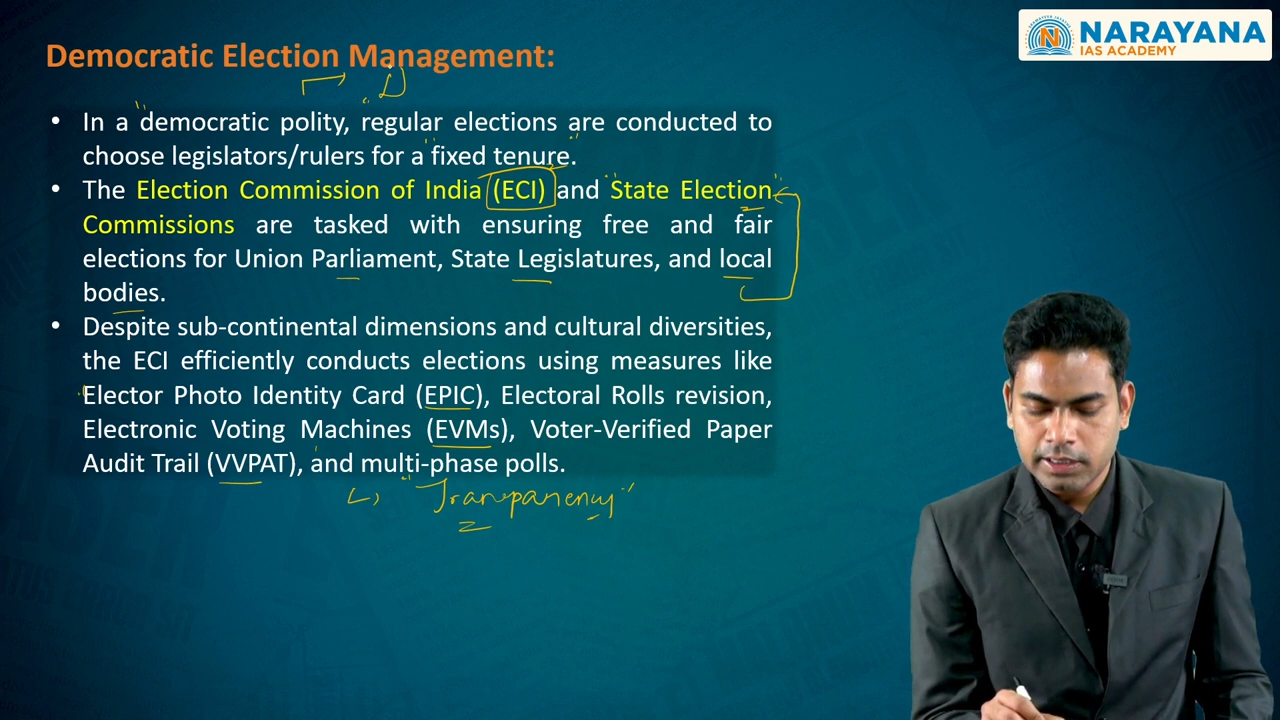 Democratic Election Management:
NARAYANA
IAS ACADEMY
• In a democratic polity, regular elections are conducted to
choose legislators/rulers for a fixed tenure.
• The Election Commission of India (ECI) and State Election
Commissions are tasked with ensuring free and fair
elections for Union Parliament, State Legislatures, and local
bodies.
• Despite sub-continental dimensions and cultural diversities,
the ECI efficiently conducts elections using measures like
Elector Photo Identity Card (EPIC), Electoral Rolls revision,
Electronic Voting Machines (EVMs), Voter-Verified Paper
Audit Trail (VVPAT), and multi-phase polls.
"Transparency"